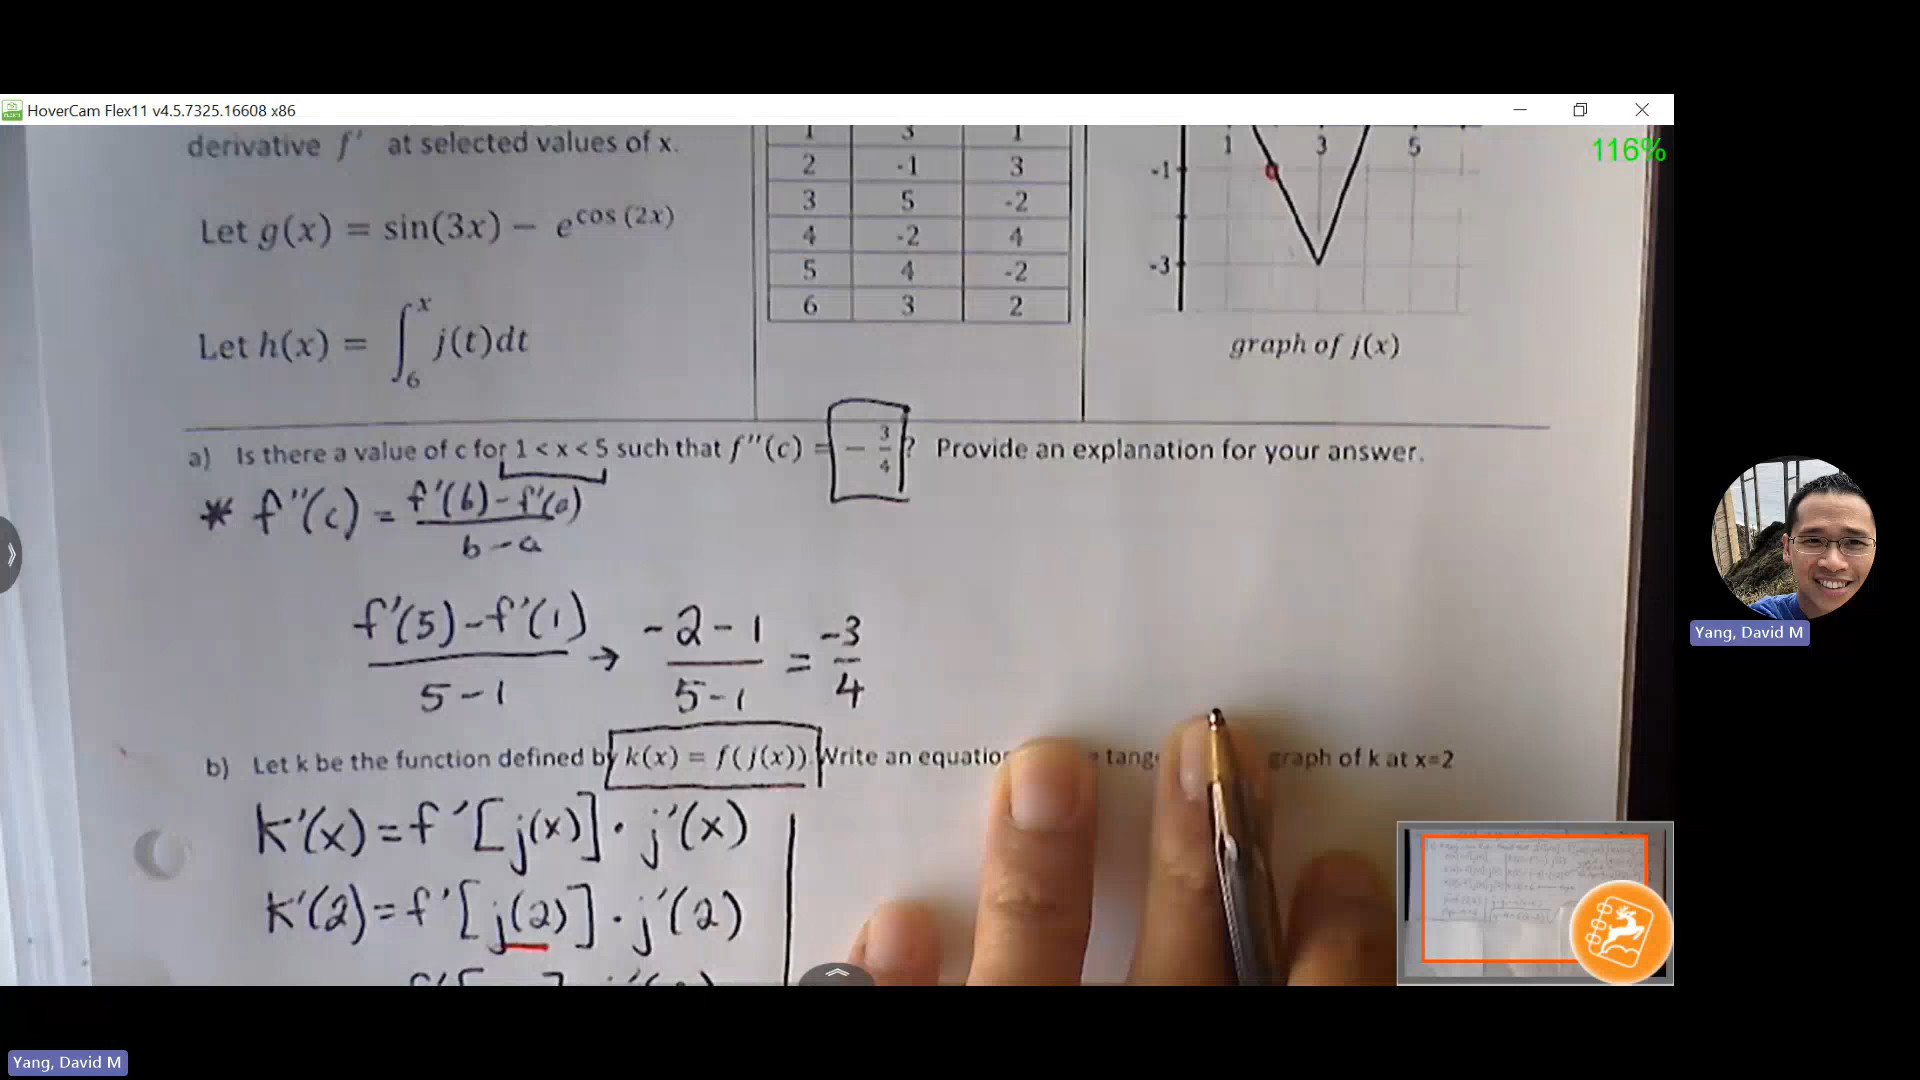 HoverCam Flex11 v4.5.7325.16608 x86
116%
derivative f' at selected values of x.
Let g(x) = sin(3x) − e^cos (2x)
Let h(x) = ∫_6^x j(t)dt
1 3 1
2 -1 3
3 5 -2
4 -2 4
5 4 -2
6 3 2
1 3 5
-1
-3
graph of j(x)
a) Is there a value of c for 1 < x < 5 such that f''(c) = − 3/4 ? Provide an explanation for your answer.
* f''(c) = f'(b) - f'(a) / b - a
f'(5) - f'(1) / 5 - 1 → -2 - 1 / 5 - 1 = -3/4
b) Let k be the function defined by k(x) = f(j(x)) Write an equation tang graph of k at x=2
k'(x) = f'[j(x)] · j'(x)
k'(2) = f'[j(2)] · j'(2)
Yang, David M
Yang, David M